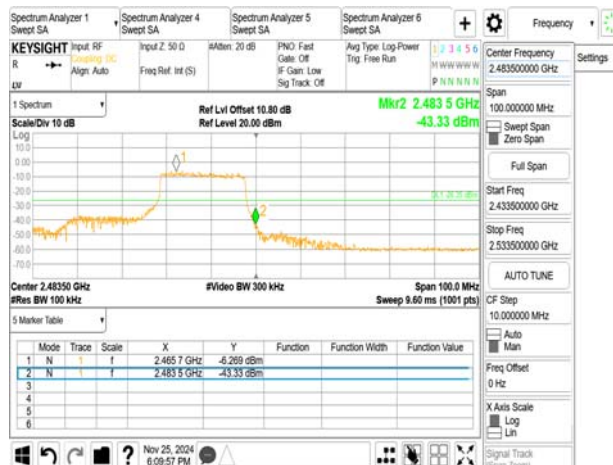 Spectrum Analyzer 1
Swept SA
Spectrum Analyzer 4
Swept SA
Spectrum Analyzer 5
Swept SA
Spectrum Analyzer 6
Swept SA
+
Frequency
Settings
KEYSIGHT
R
Input: RF
Coupling: DC
Align: Auto
Input Z: 50 Ω
Freq Ref: Int (S)
#Atten: 20 dB
PNO: Fast
Gate: Off
IF Gain: Low
Sig Track: Off
Avg Type: Log-Power
Trig: Free Run
1 2 3 4 5 6
M W W W W W
P N N N N N
1 Spectrum
Scale/Div 10 dB
Ref Lvl Offset 10.80 dB
Ref Level 20.00 dBm
Mkr2 2.483 5 GHz
-43.33 dBm
Log
10.0
0.00
-10.0
-20.0
-30.0
-40.0
-50.0
-60.0
-70.0
1
2
Center 2.48350 GHz
#Res BW 100 kHz
#Video BW 300 kHz
Span 100.0 MHz
Sweep 9.60 ms (1001 pts)
5 Marker Table
Mode Trace Scale X Y Function Function Width Function Value
1 N 1 f 2.465 7 GHz -6.269 dBm
2 N 1 f 2.483 5 GHz -43.33 dBm
3
4
5
6
Nov 25, 2024
6:09:57 PM
?
Center Frequency
2.483500000 GHz
Span
100.000000 MHz
Swept Span
Zero Span
Full Span
Start Freq
2.433500000 GHz
Stop Freq
2.533500000 GHz
AUTO TUNE
CF Step
10.000000 MHz
Auto
Man
Freq Offset
0 Hz
X Axis Scale
Log
Lin
Signal Track